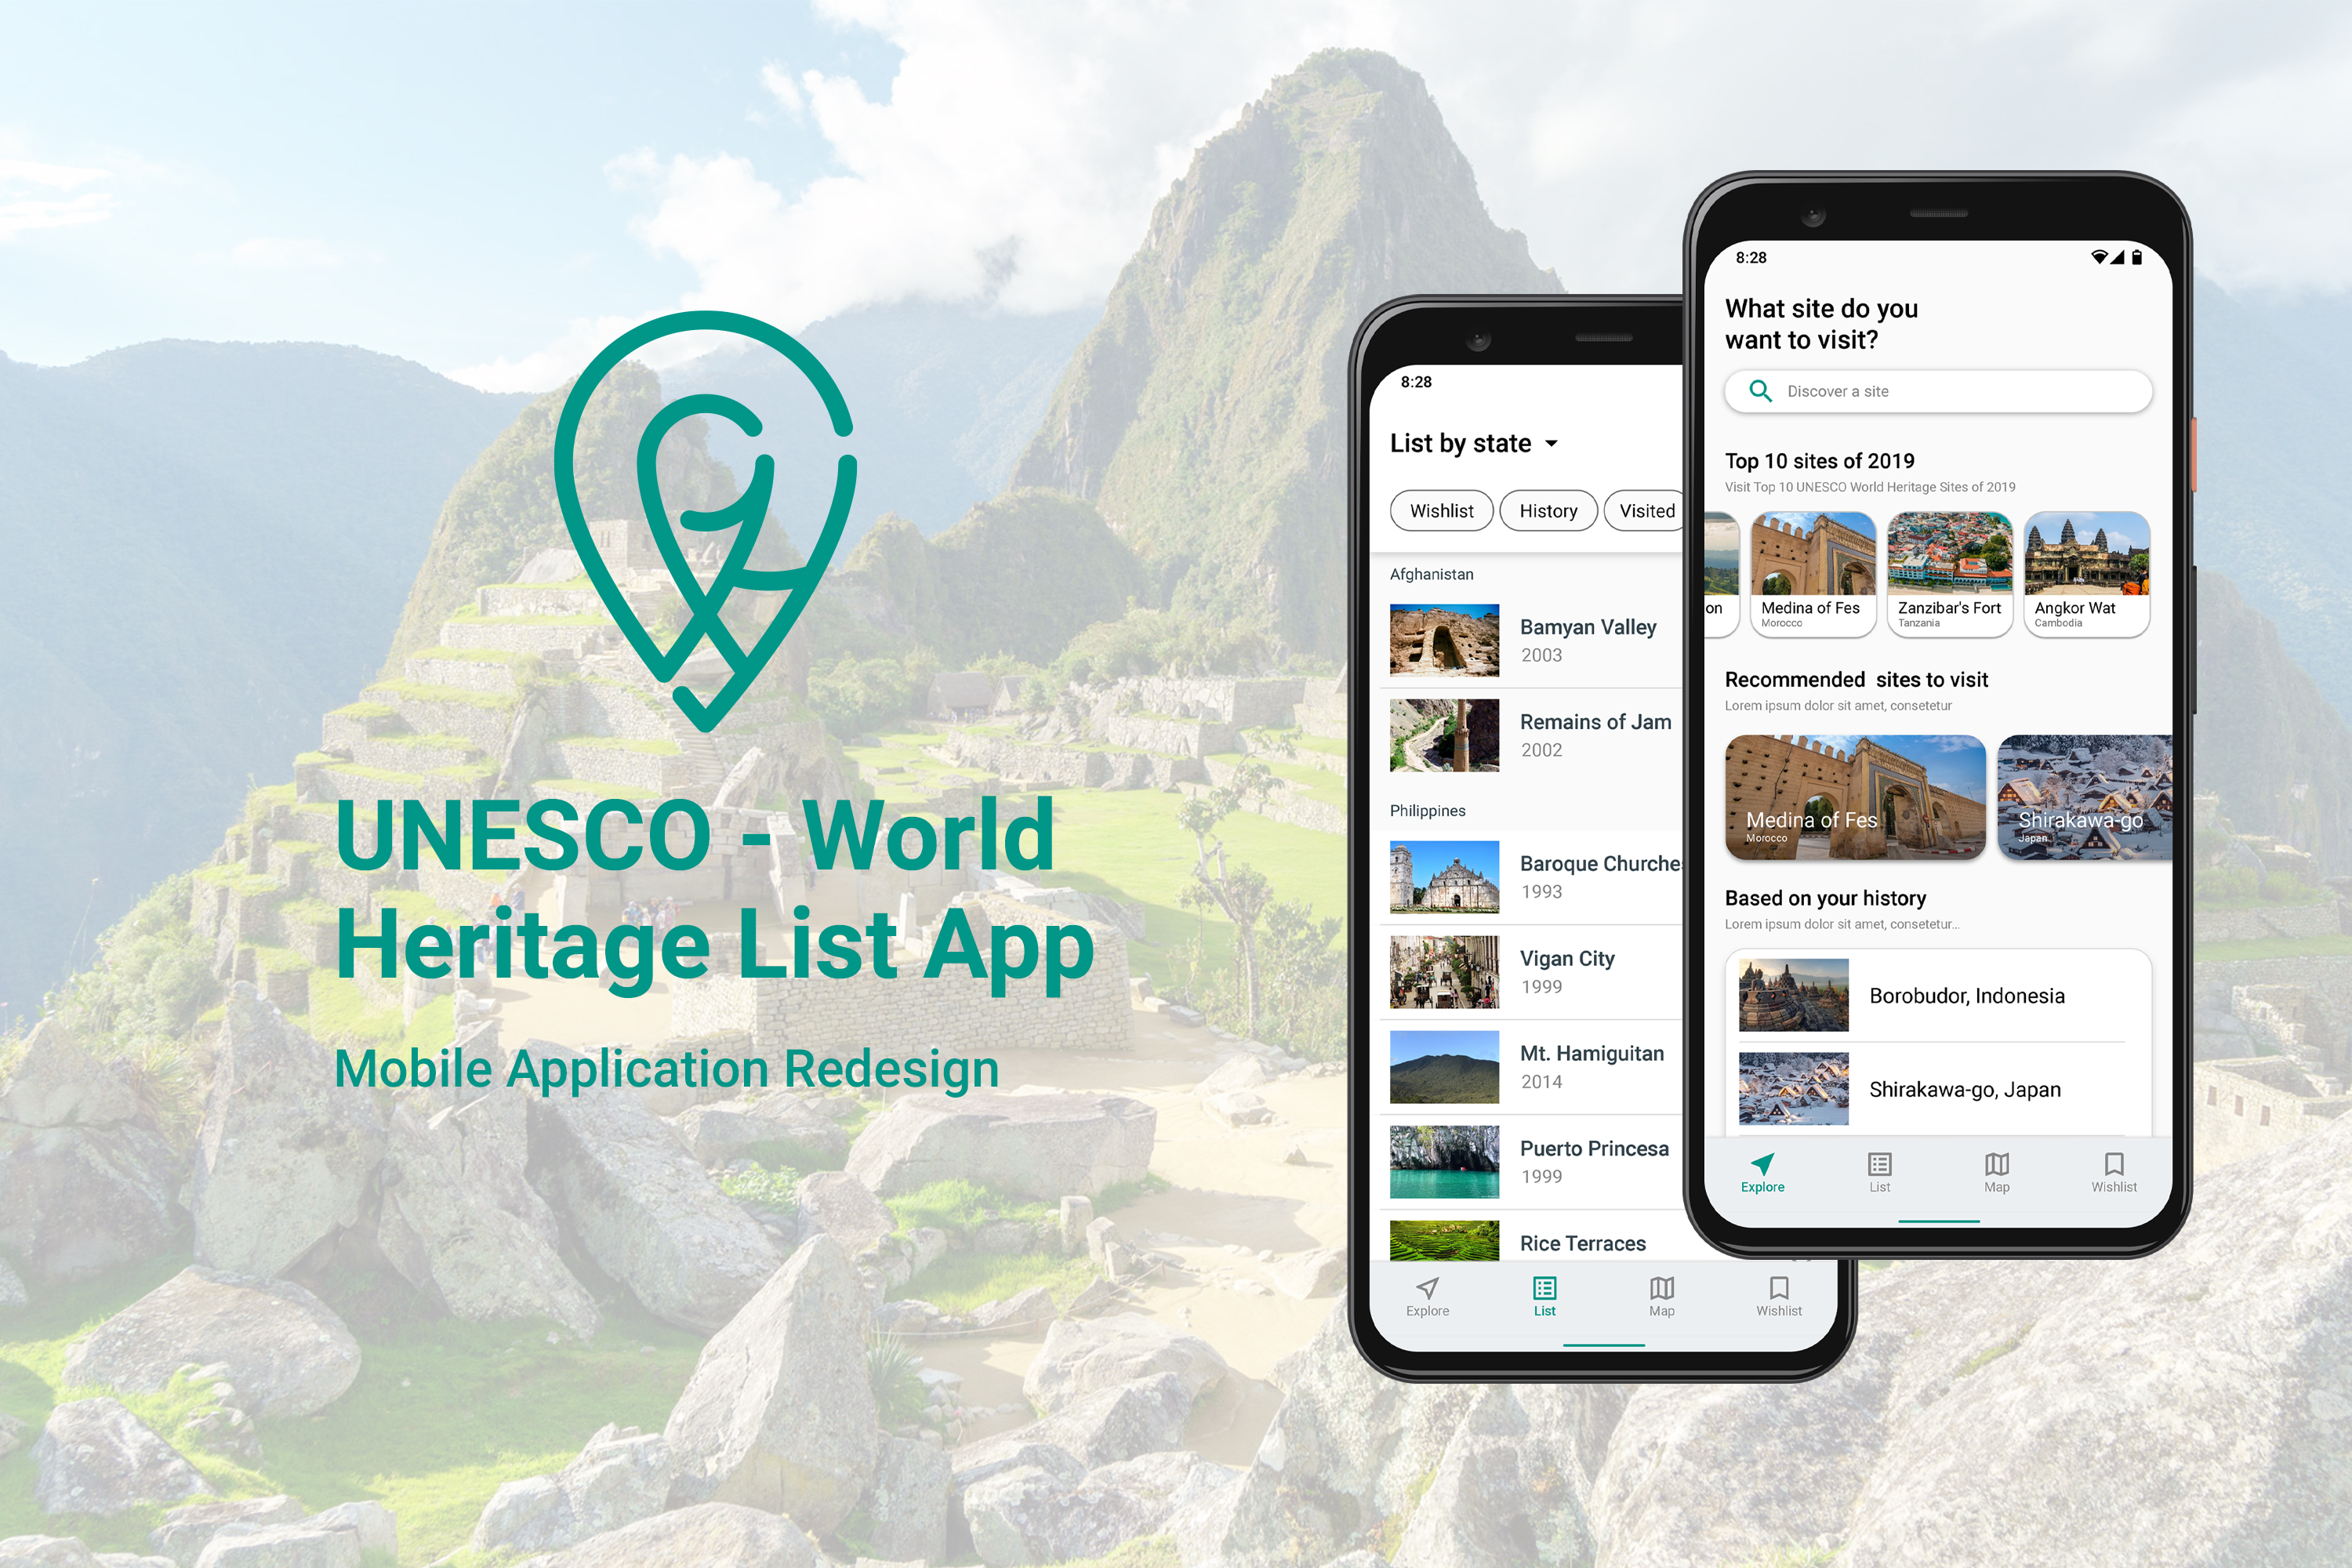 UNESCO - World
Heritage List App
Mobile Application Redesign
8:28
List by state
Wishlist
History
Visited
Afghanistan
Bamyan Valley
2003
Remains of Jam
2002
Philippines
Baroque Churche
1993
Vigan City
1999
Mt. Hamiguitan
2014
Puerto Princesa
1999
Rice Terraces
Explore
List
Map
Wishlist
8:28
What site do you
want to visit?
Discover a site
Top 10 sites of 2019
Visit Top 10 UNESCO World Heritage Sites of 2019
on
Medina of Fes
Morocco
Zanzibar's Fort
Tanzania
Angkor Wat
Cambodia
Recommended  sites to visit
Lorem ipsum dolor sit amet, consetetur
Medina of Fes
Morocco
Shirakawa-go
Japan
Based on your history
Lorem ipsum dolor sit amet, consetetur...
Borobudor, Indonesia
Shirakawa-go, Japan
Explore
List
Map
Wishlist